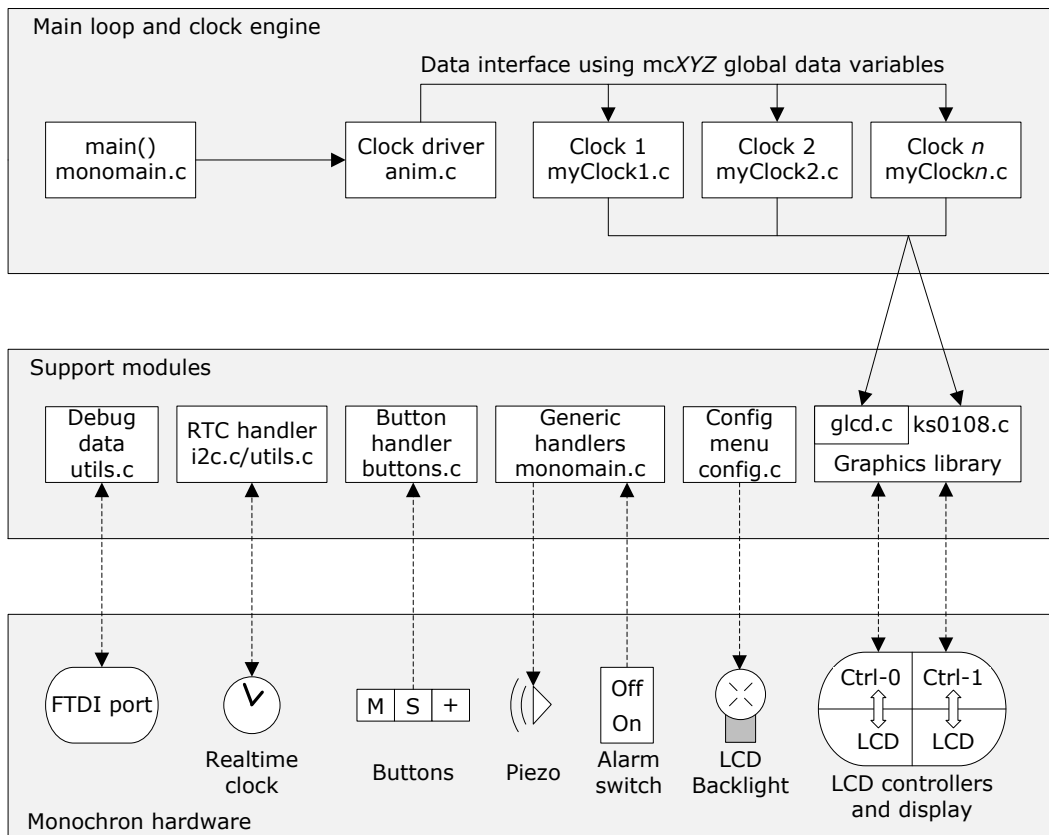 Main loop and clock engine
Data interface using mcXYZ global data variables
main()
monomain.c
Clock driver
anim.c
Clock 1
myClock1.c
Clock 2
myClock2.c
Clock n
myClockn.c
Support modules
Debug
data
utils.c
RTC handler
i2c.c/utils.c
Button
handler
buttons.c
Generic
handlers
monomain.c
Config
menu
config.c
glcd.c
ks0108.c
Graphics library
FTDI port
Realtime
clock
M S +
Buttons
Piezo
Off
On
Alarm
switch
LCD
Backlight
Ctrl-0
Ctrl-1
LCD
LCD
LCD controllers
and display
Monochron hardware